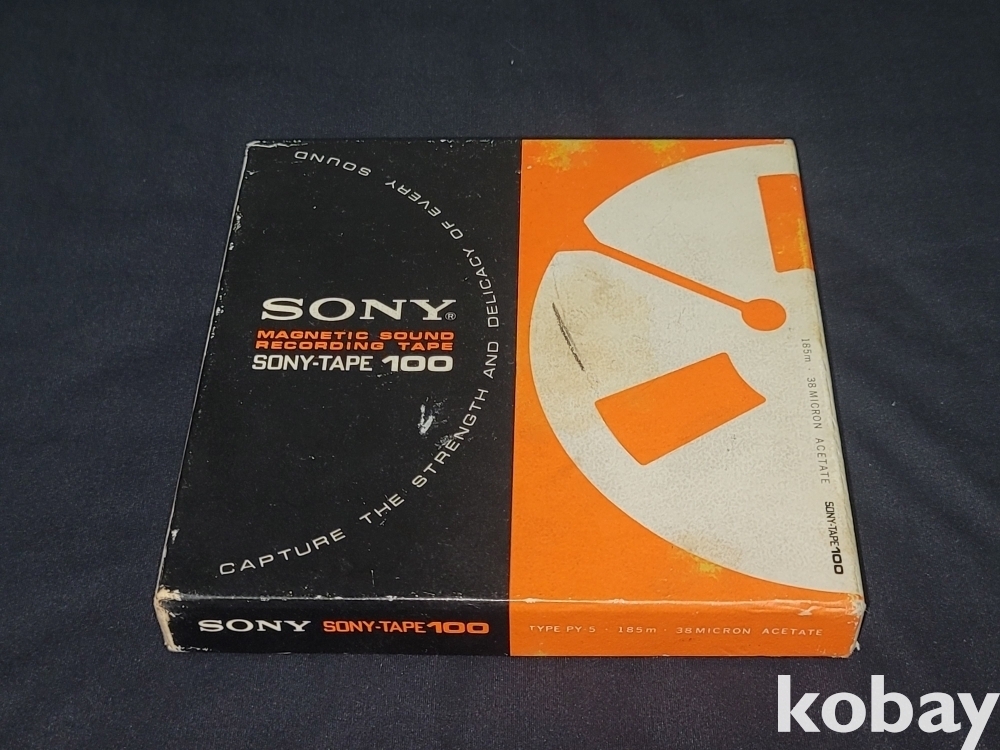 CAPTURE THE STRENGTH AND DELICACY OF EVERY SOUND
SONY®
MAGNETIC SOUND
RECORDING TAPE
SONY-TAPE 100
185m · 38 MICRON ACETATE SONY-TAPE 100
SONY SONY-TAPE 100 TYPE PY-5 · 185m · 38 MICRON ACETATE
kobay